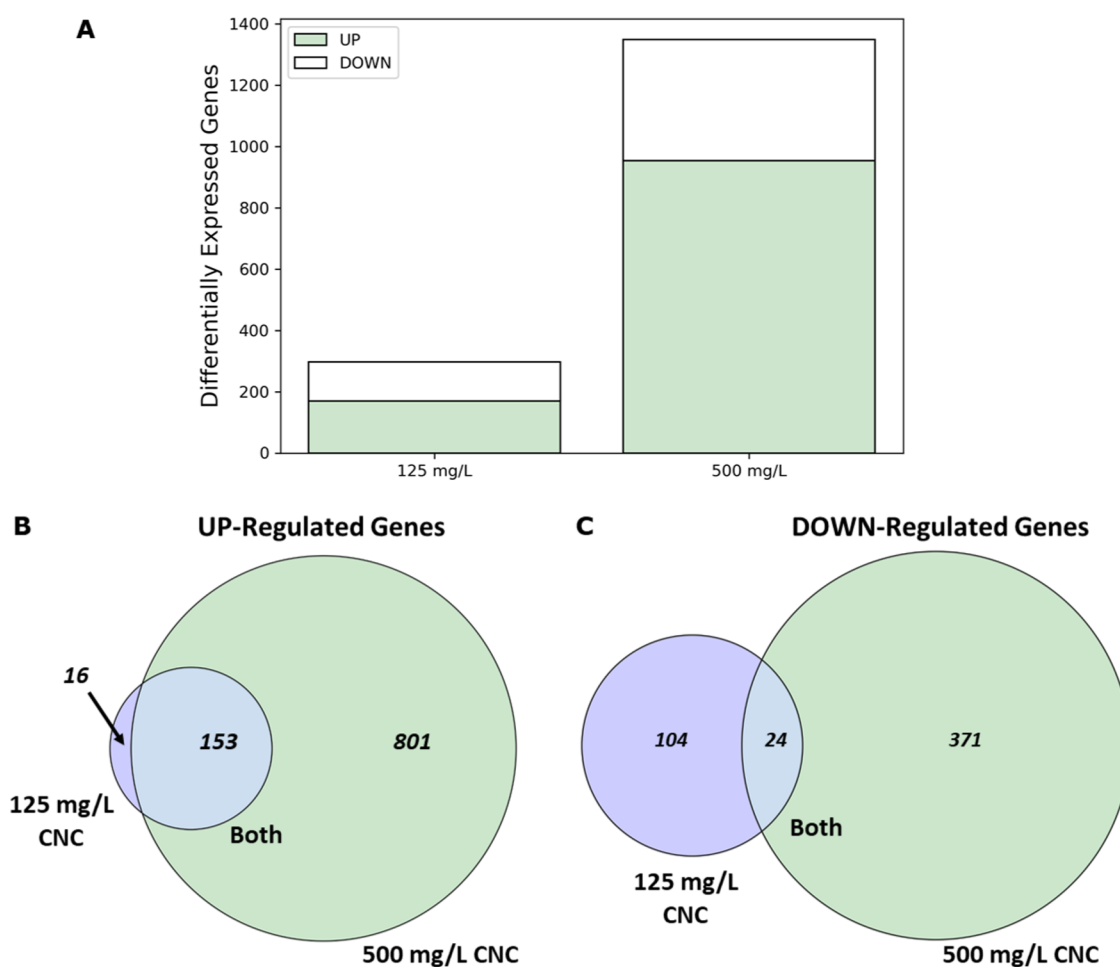 A
Differentially Expressed Genes
1400
1200
1000
800
600
400
200
0
UP
DOWN
125 mg/L
500 mg/L
B
UP-Regulated Genes
16
153
801
125 mg/L
CNC
Both
500 mg/L CNC
C
DOWN-Regulated Genes
104
24
371
Both
125 mg/L
CNC
500 mg/L CNC